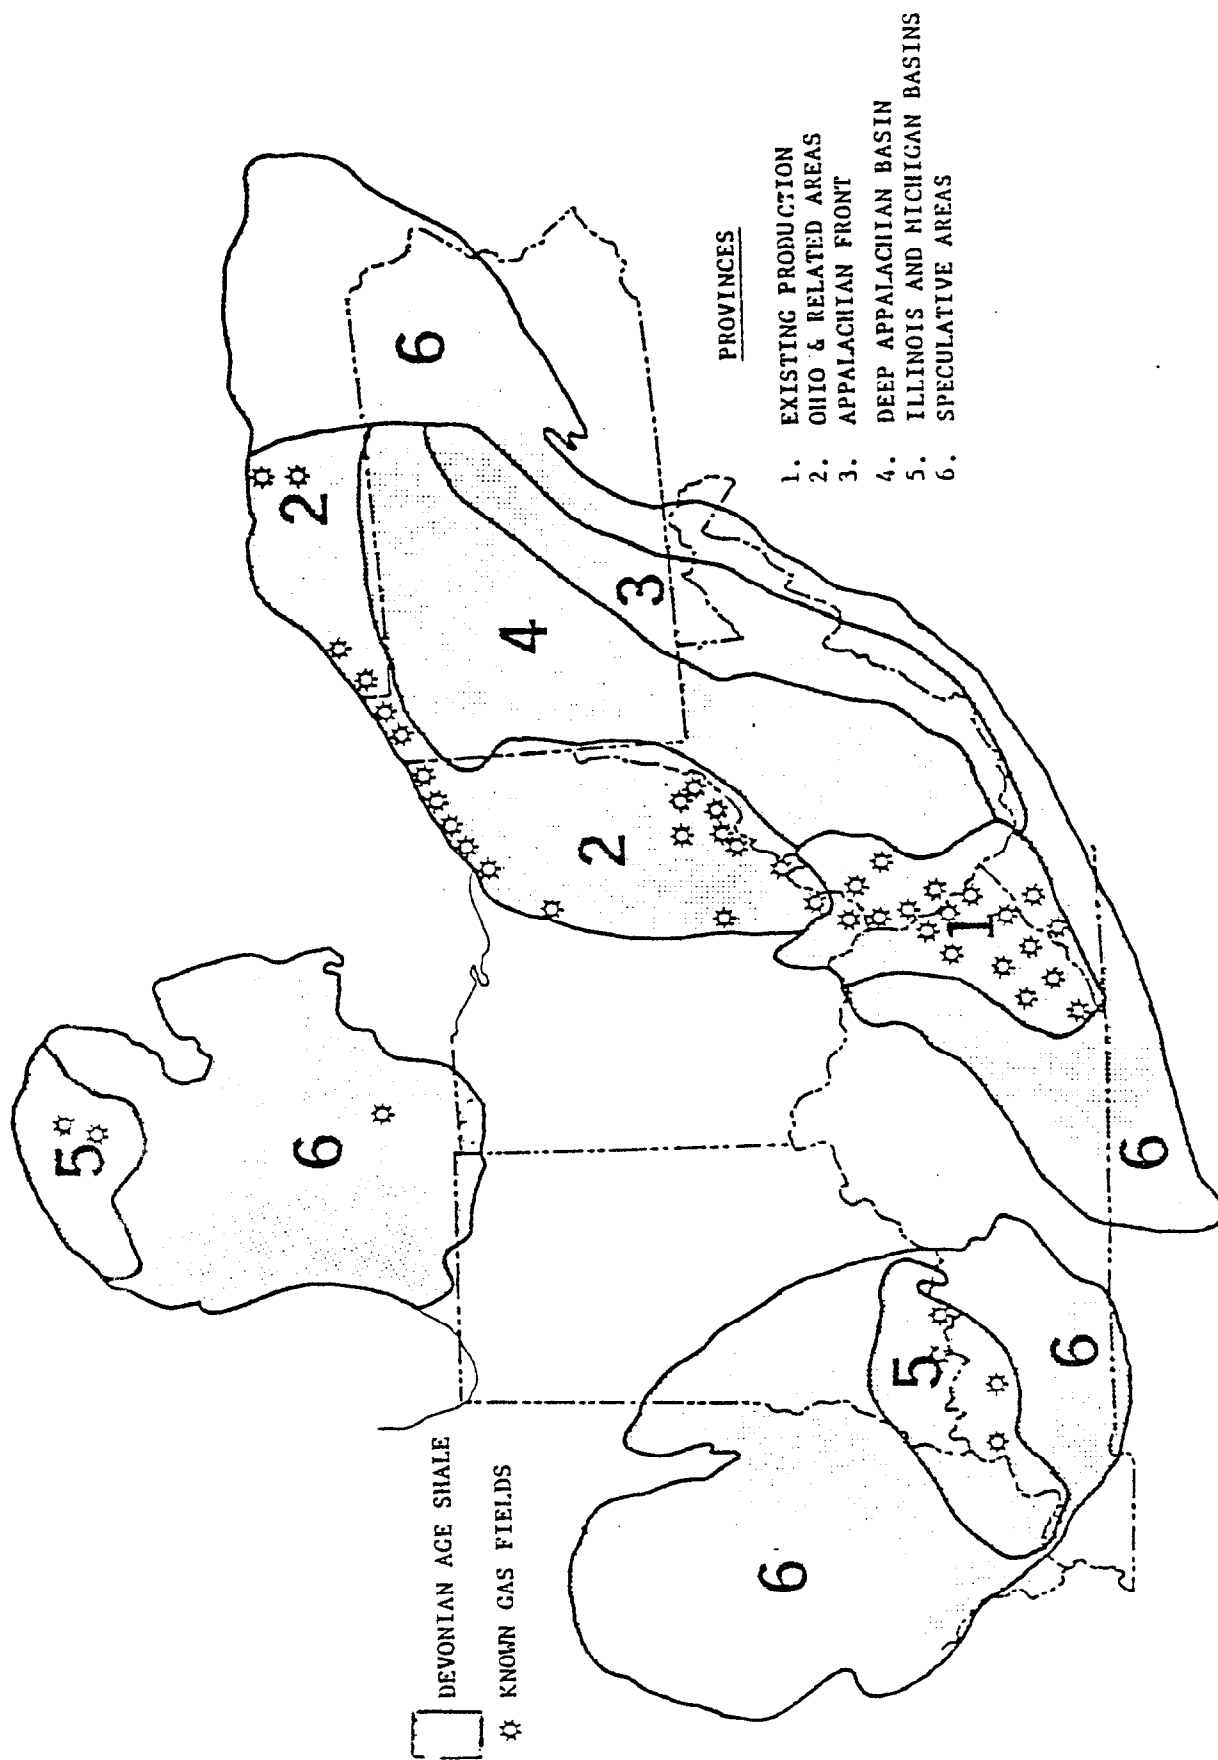 DEVONIAN AGE SHALE
KNOWN GAS FIELDS
5
6
2
6
2
4
3
6
5
6
1
6
PROVINCES
1. EXISTING PRODUCTION
2. OHIO & RELATED AREAS
3. APPALACHIAN FRONT
4. DEEP APPALACHIAN BASIN
5. ILLINOIS AND MICHIGAN BASINS
6. SPECULATIVE AREAS